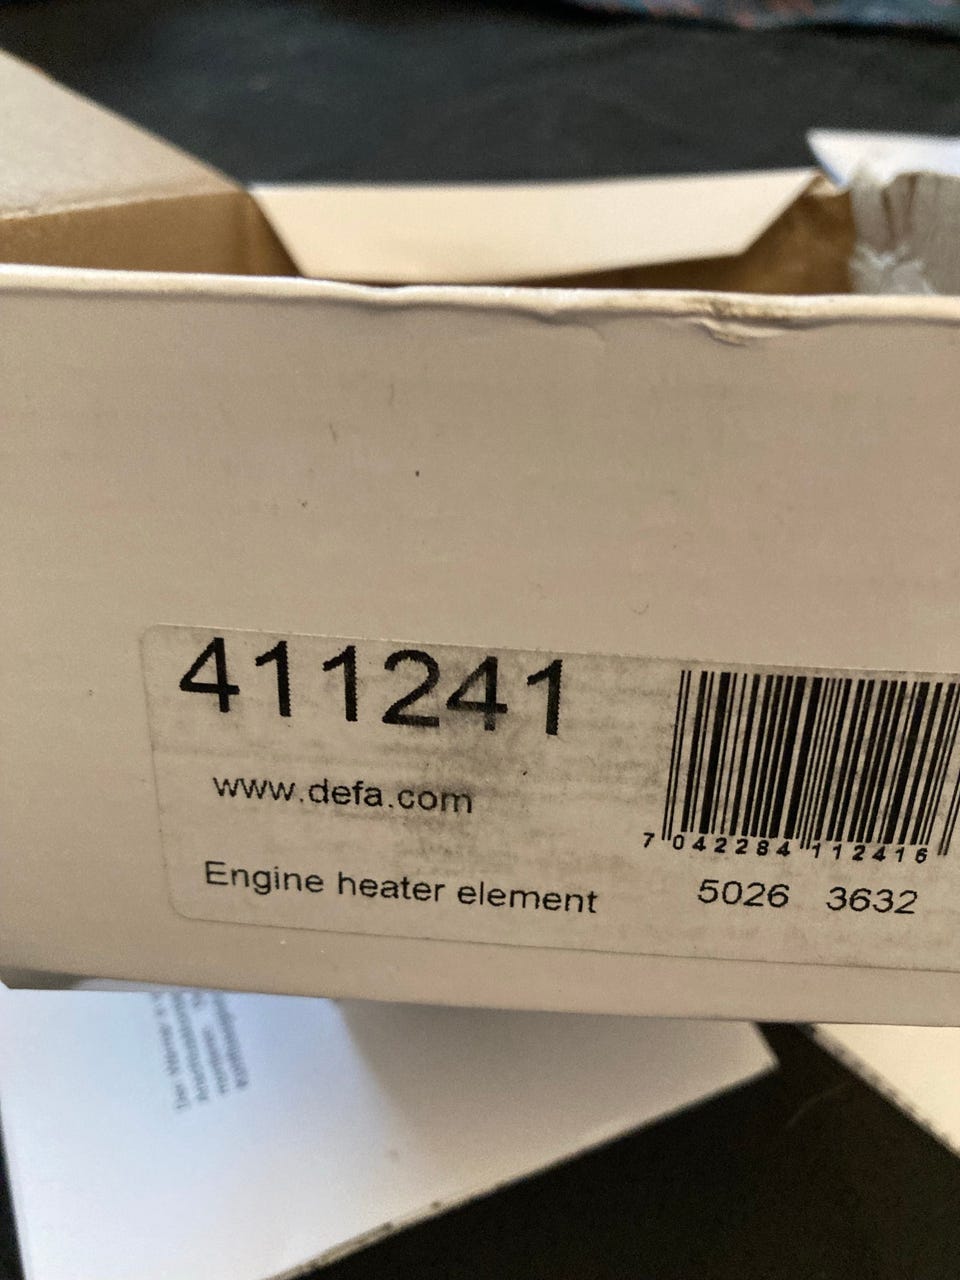 411241
www.defa.com
Engine heater element
7 042284 112416
5026 3632